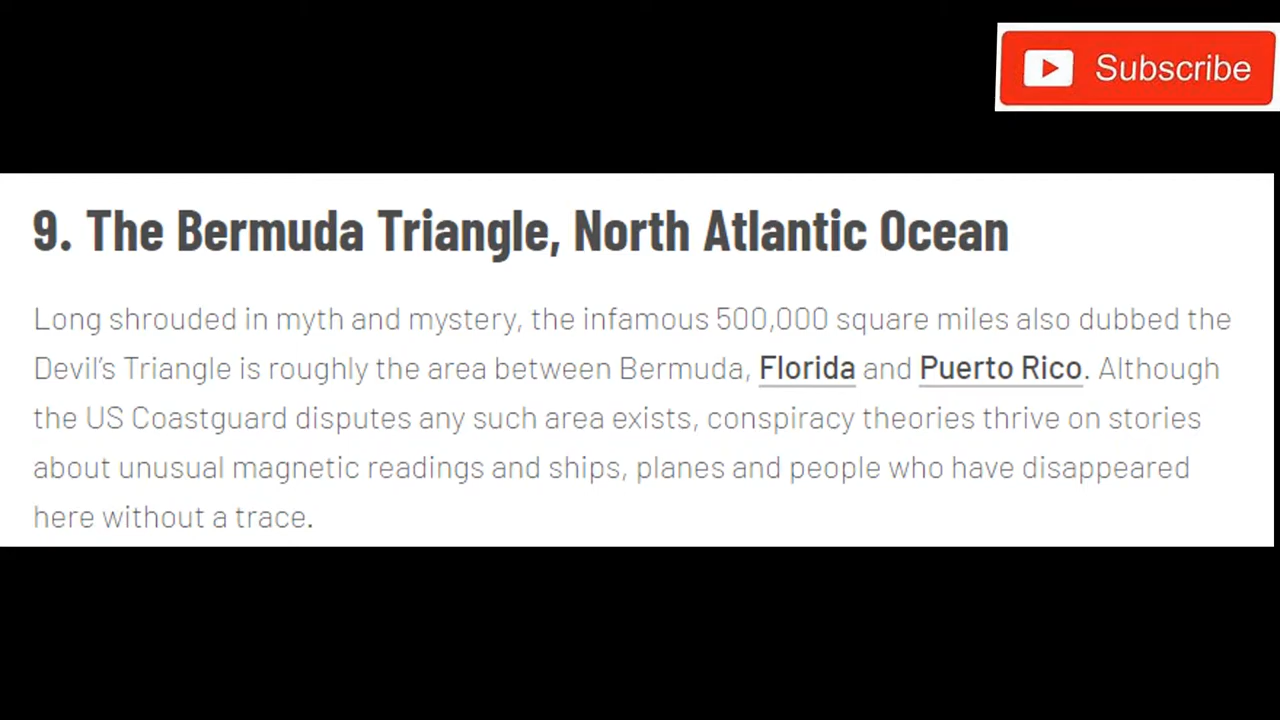 Subscribe
9. The Bermuda Triangle, North Atlantic Ocean
Long shrouded in myth and mystery, the infamous 500,000 square miles also dubbed the
Devil's Triangle is roughly the area between Bermuda, Florida and Puerto Rico. Although
the US Coastguard disputes any such area exists, conspiracy theories thrive on stories
about unusual magnetic readings and ships, planes and people who have disappeared
here without a trace.